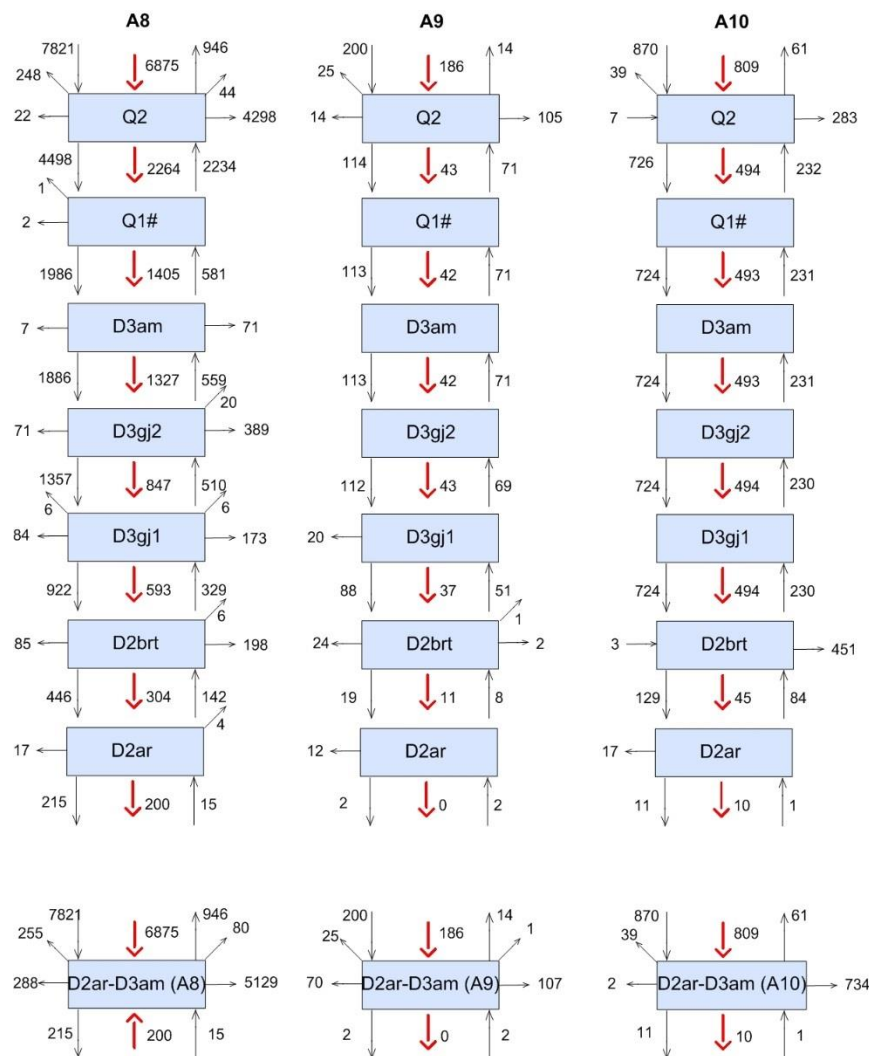 A8 A9 A10
7821 946 200 14 870 61
248 6875 44 25 186 39 809
22 Q2 4298 14 Q2 105 7 Q2 283
4498 2264 2234 114 43 71 726 494 232
1
2 Q1# Q1# Q1#
1986 1405 581 113 42 71 724 493 231
7 D3am 71 D3am D3am
1886 1327 559 113 42 71 724 493 231
20
71 D3gj2 389 D3gj2 D3gj2
1357 847 510 112 43 69 724 494 230
6 6
84 D3gj1 173 20 D3gj1 D3gj1
922 593 329 88 37 51 724 494 230
6 1
85 D2brt 198 24 D2brt 2 3 D2brt 451
446 304 142 19 11 8 129 45 84
4
17 D2ar 12 D2ar 17 D2ar
215 200 15 2 0 2 11 10 1
7821 946 200 14 870 61
255 6875 80 25 186 1 39 809
288 D2ar-D3am (A8) 5129 70 D2ar-D3am (A9) 107 2 D2ar-D3am (A10) 734
215 200 15 2 0 2 11 10 1